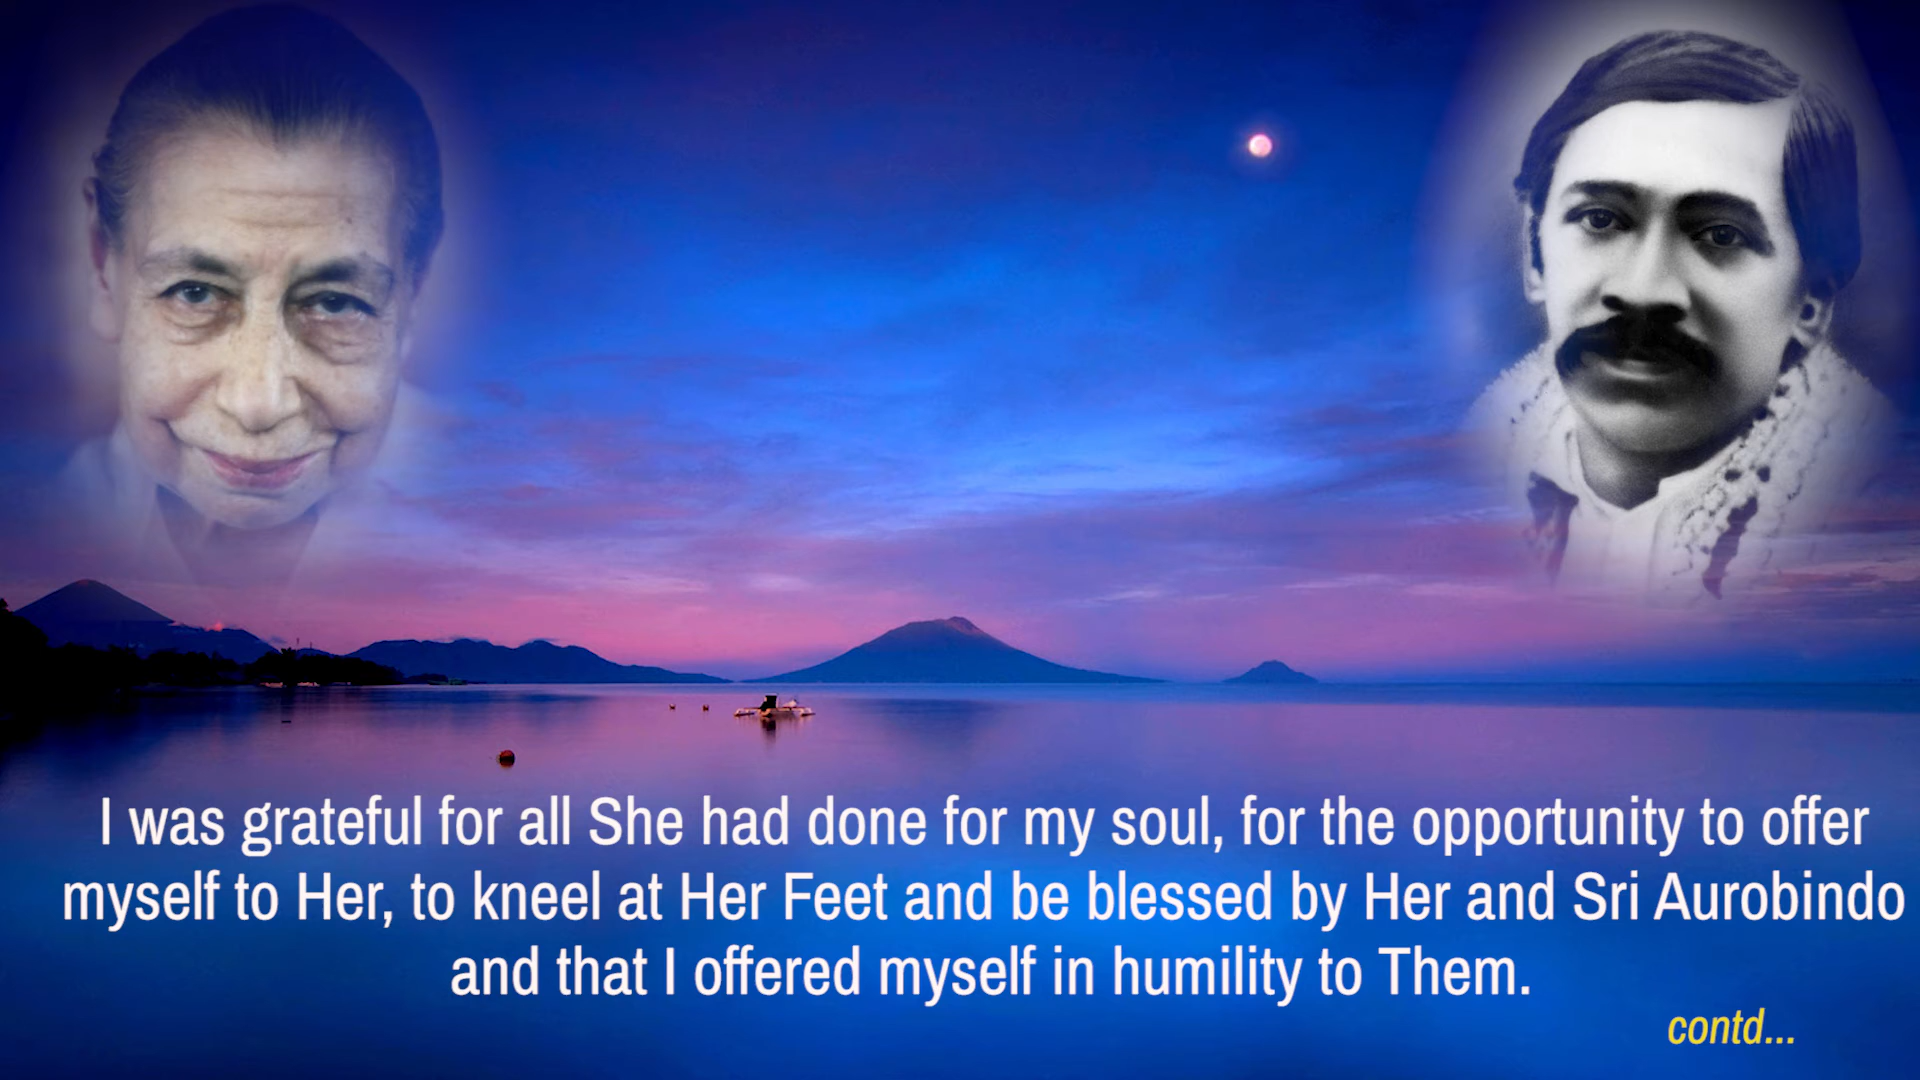 I was grateful for all She had done for my soul, for the opportunity to offer
myself to Her, to kneel at Her Feet and be blessed by Her and Sri Aurobindo
and that I offered myself in humility to Them.
contd...